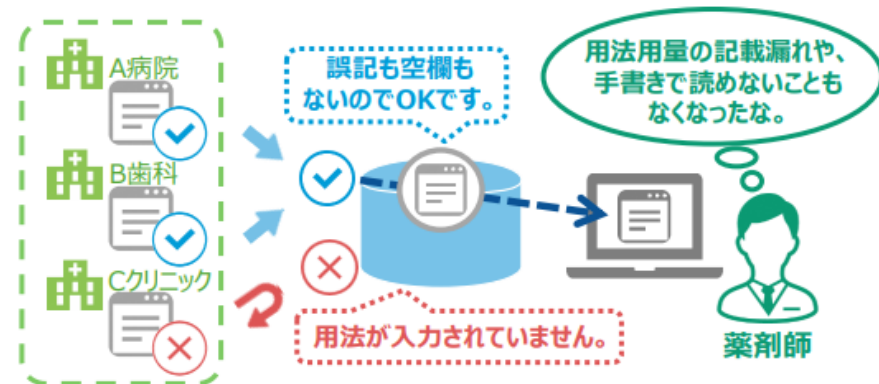 A病院
B歯科
Cクリニック
誤記も空欄も
ないのでOKです。
用法が入力されていません。
用法用量の記載漏れや、
手書きで読めないことも
なくなったな。
薬剤師